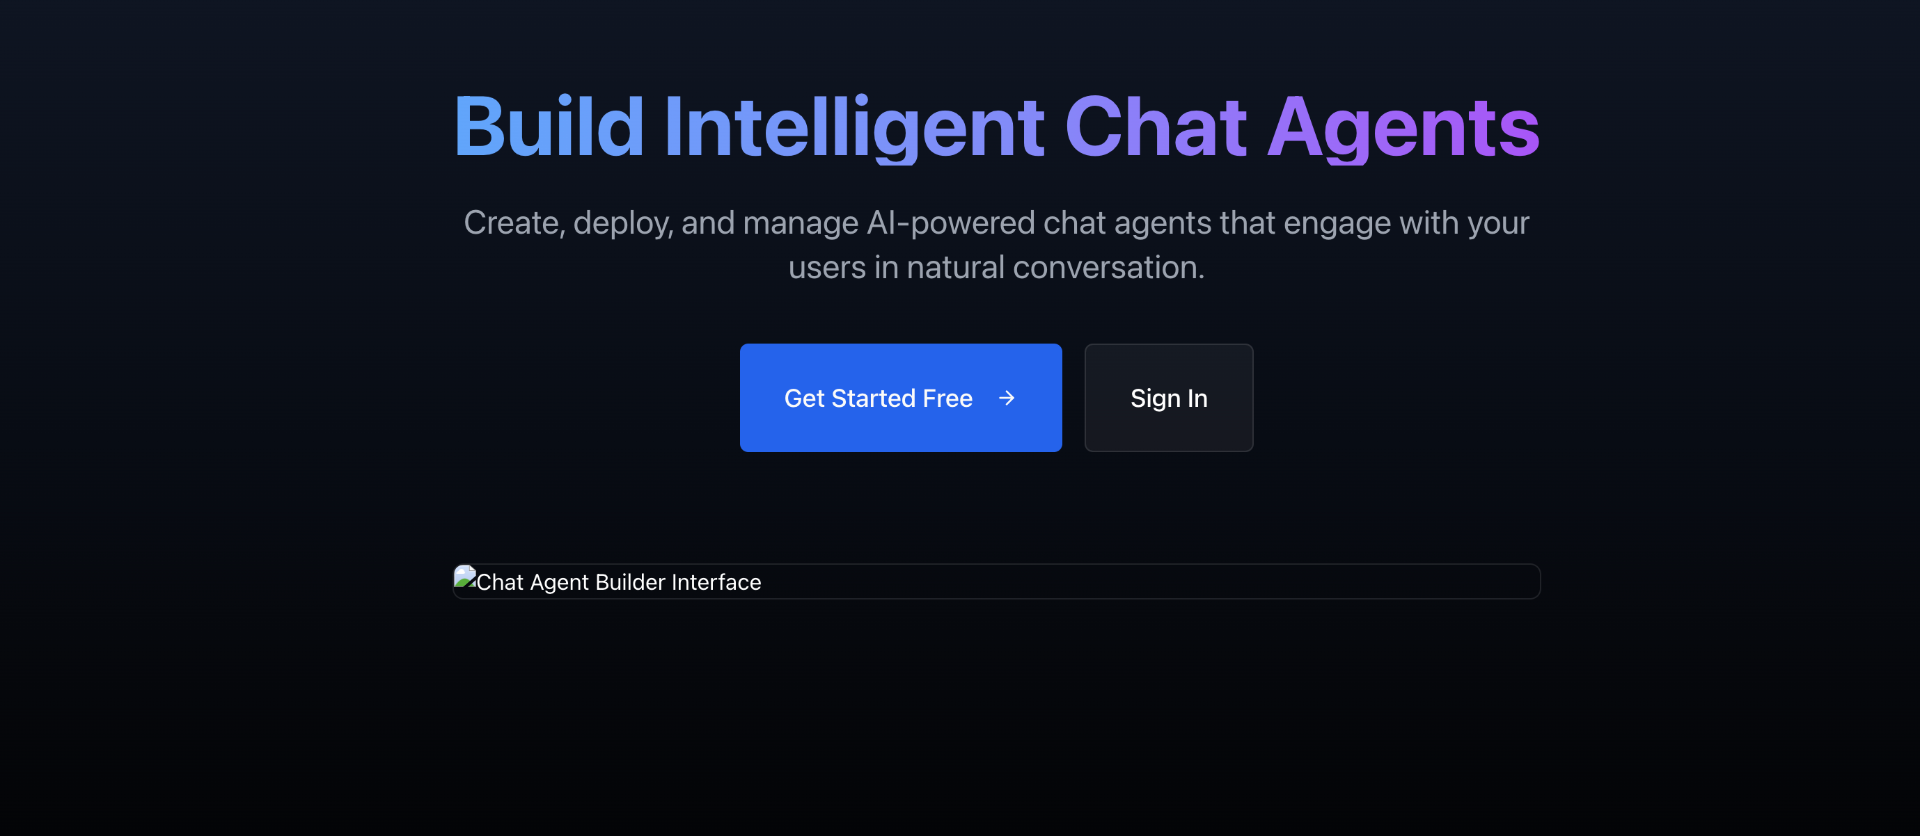 Build Intelligent Chat Agents
Create, deploy, and manage AI-powered chat agents that engage with your
users in natural conversation.
Get Started Free →
Sign In
Chat Agent Builder Interface